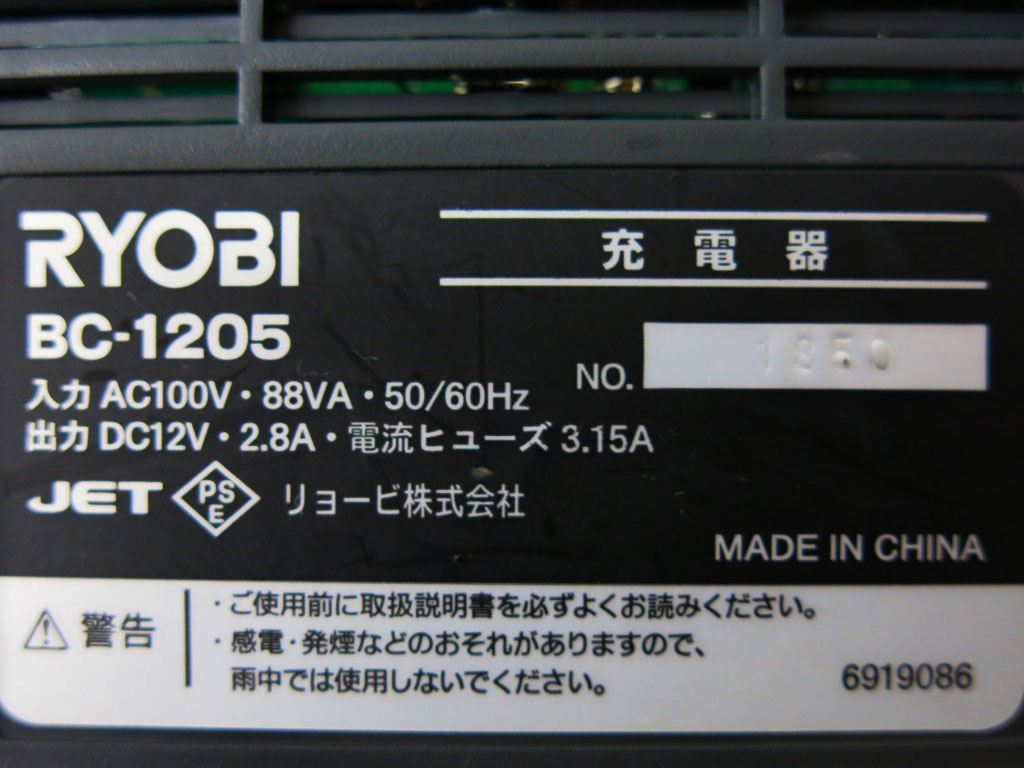 RYOBI
充電器
BC-1205
NO.
入力 AC100V・88VA・50/60Hz
出力 DC12V・2.8A・電流ヒューズ 3.15A
JET PSE リョービ株式会社
MADE IN CHINA
警告
・ご使用前に取扱説明書を必ずよくお読みください。
・感電・発煙などのおそれがありますので、
雨中では使用しないでください。
6919086